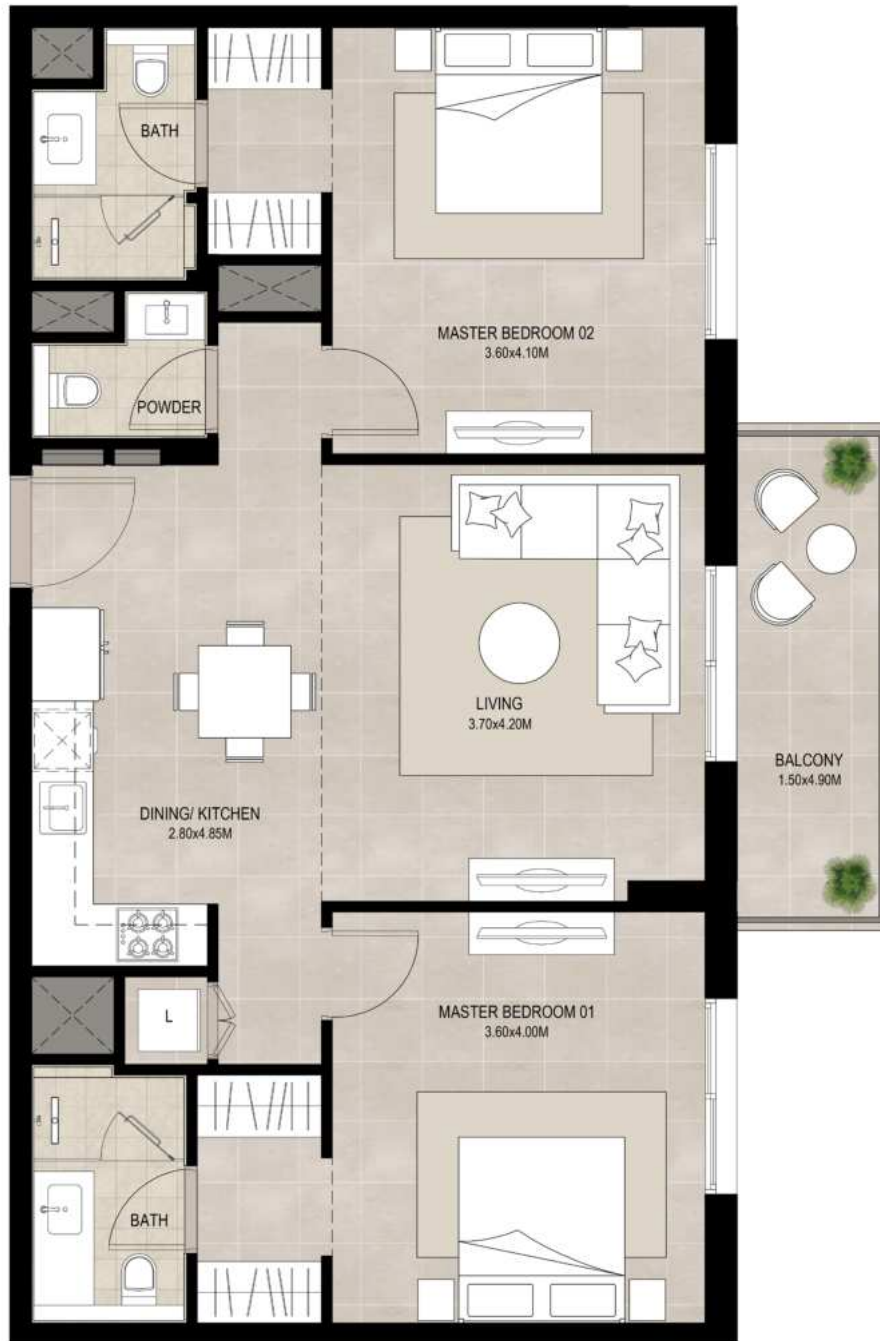 BATH
MASTER BEDROOM 02
3.60x4.10M
POWDER
LIVING
3.70x4.20M
BALCONY
1.50x4.90M
DINING/ KITCHEN
2.80x4.85M
L
MASTER BEDROOM 01
3.60x4.00M
BATH